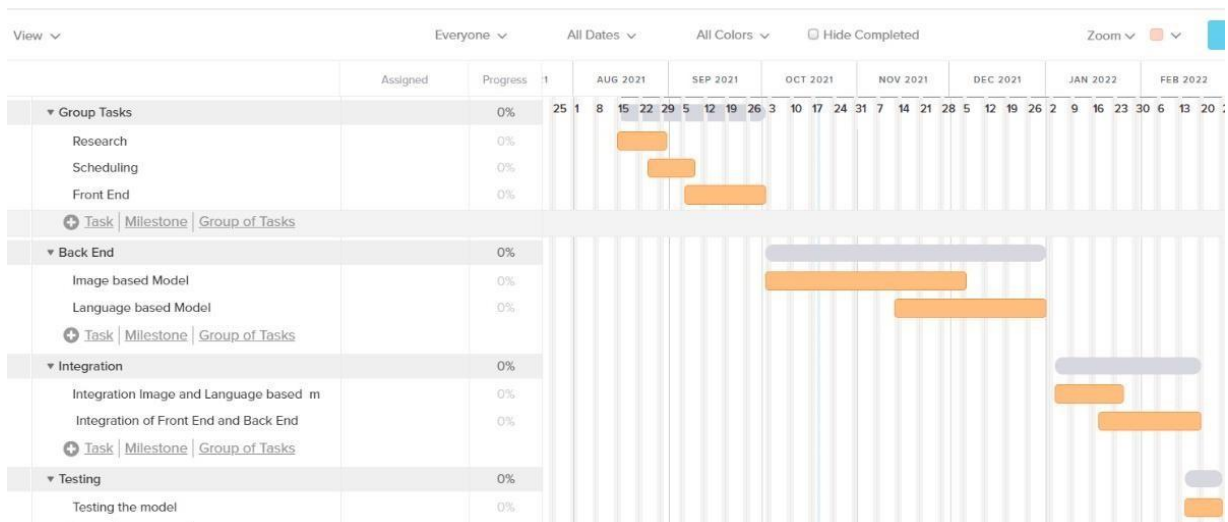 View Everyone All Dates All Colors Hide Completed Zoom
Assigned Progress AUG 2021 SEP 2021 OCT 2021 NOV 2021 DEC 2021 JAN 2022 FEB 2022
Group Tasks 0% 25 1 8 15 22 29 5 12 19 26 3 10 17 24 31 7 14 21 28 5 12 19 26 2 9 16 23 30 6 13 20
Research 0%
Scheduling 0%
Front End 0%
Task | Milestone | Group of Tasks
Back End 0%
Image based Model 0%
Language based Model 0%
Task | Milestone | Group of Tasks
Integration 0%
Integration Image and Language based m 0%
Integration of Front End and Back End 0%
Task | Milestone | Group of Tasks
Testing 0%
Testing the model 0%